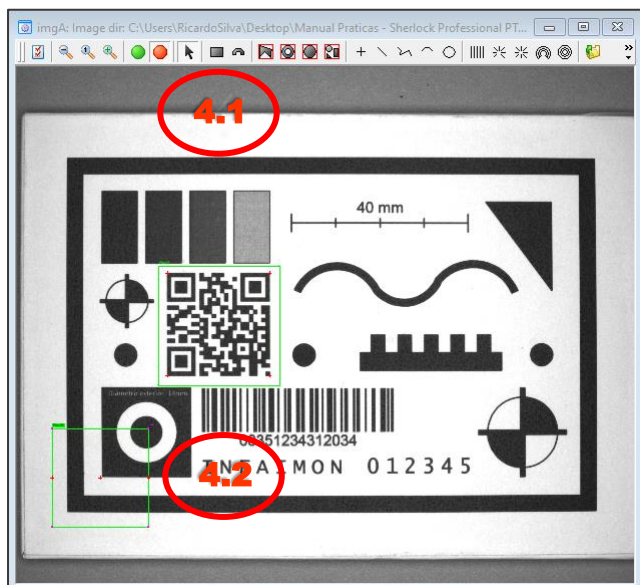 imgA: Image dir: C:\Users\RicardoSilva\Desktop\Manual Praticas - Sherlock Professional PT...
4.1
40 mm
00351234312034
INFAIMON 012345
4.2